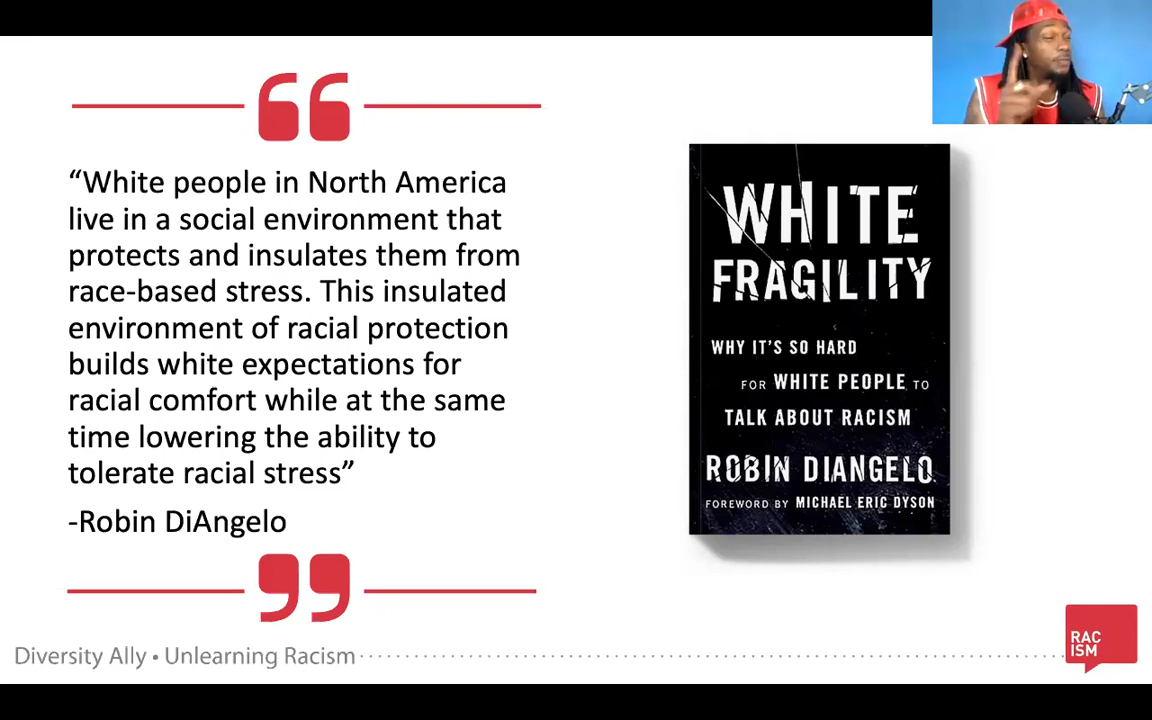 “White people in North America
live in a social environment that
protects and insulates them from
race-based stress. This insulated
environment of racial protection
builds white expectations for
racial comfort while at the same
time lowering the ability to
tolerate racial stress”
-Robin DiAngelo
WHITE
FRAGILITY
WHY IT’S SO HARD
FOR WHITE PEOPLE TO
TALK ABOUT RACISM
ROBIN DIANGELO
FOREWORD BY MICHAEL ERIC DYSON
Diversity Ally • Unlearning Racism
RAC
ISM